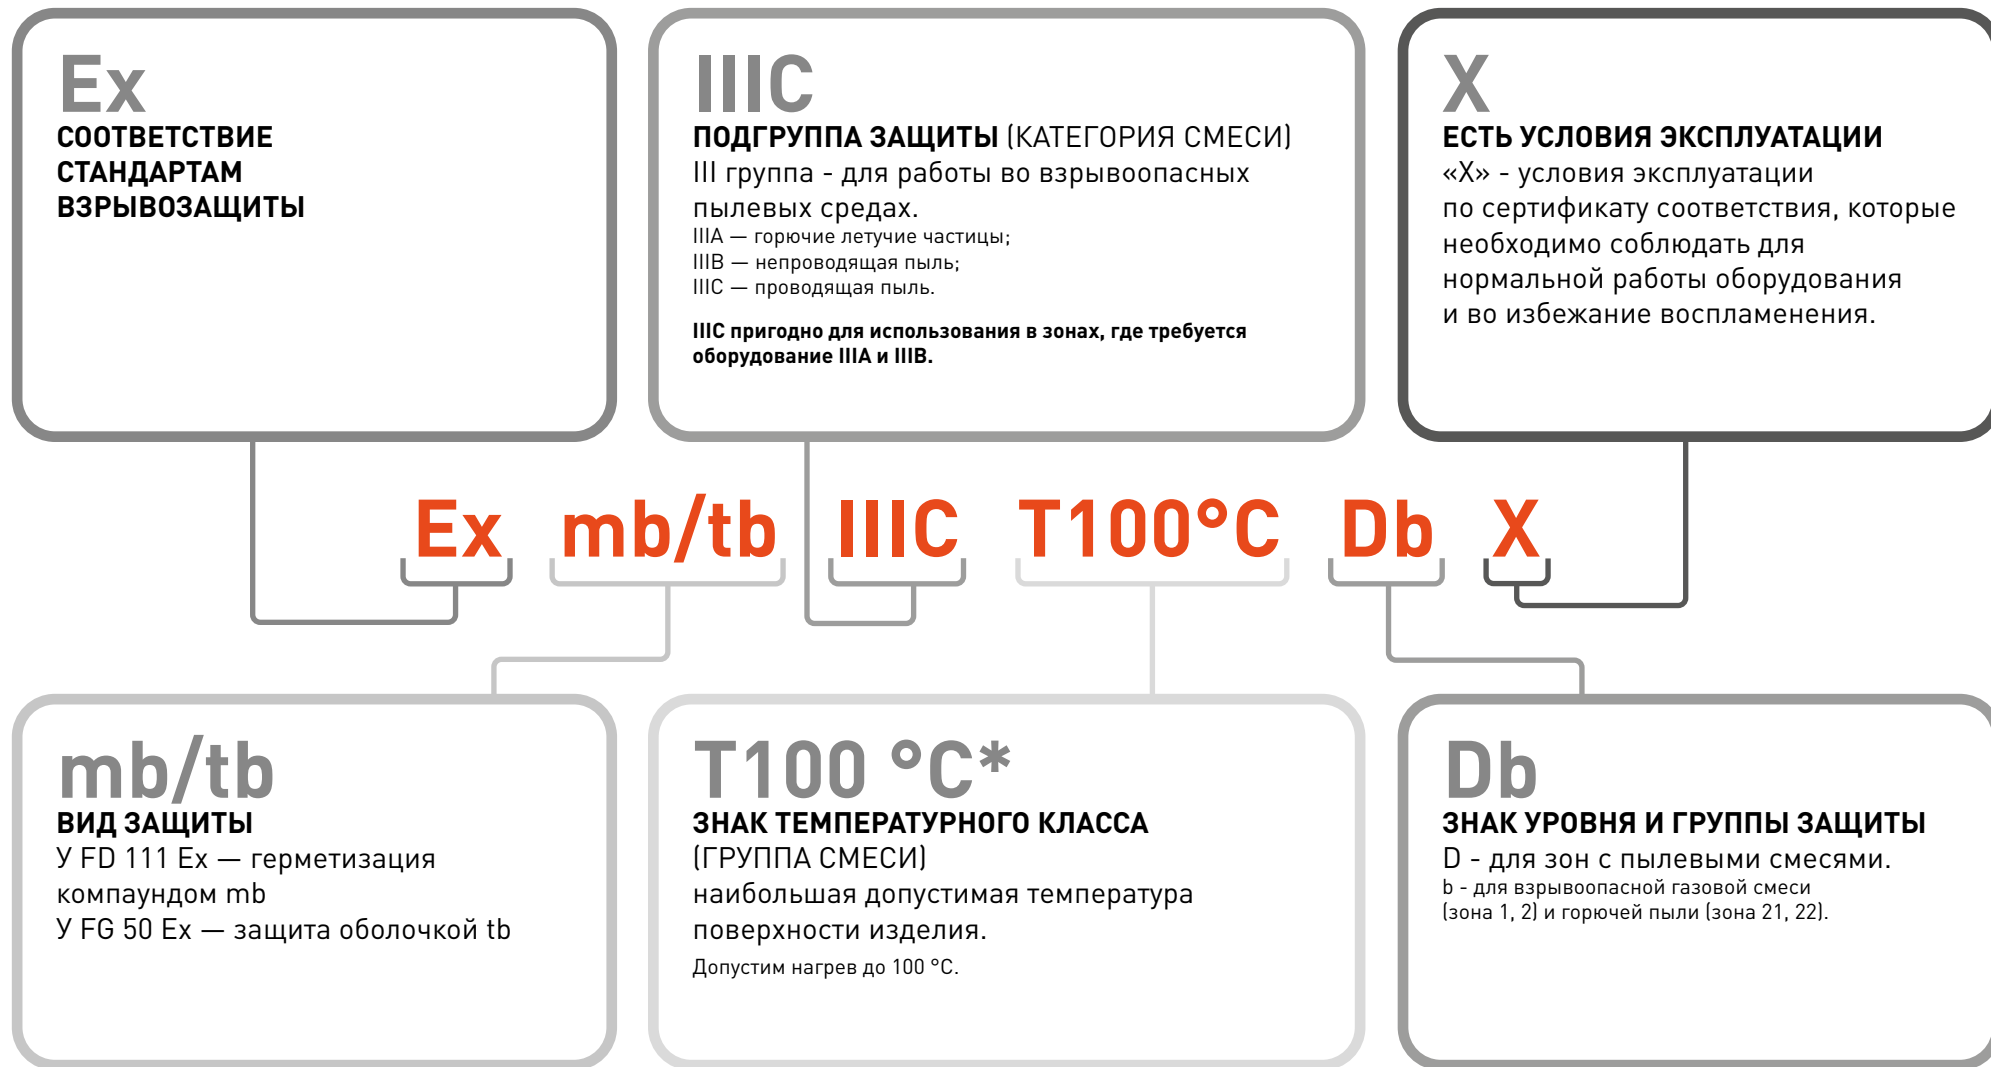 Ex
СООТВЕТСТВИЕ
СТАНДАРТАМ
ВЗРЫВОЗАЩИТЫ
IIIC
ПОДГРУППА ЗАЩИТЫ (КАТЕГОРИЯ СМЕСИ)
III группа - для работы во взрывоопасных
пылевых средах.
IIIA — горючие летучие частицы;
IIIB — непроводящая пыль;
IIIC — проводящая пыль.
IIIC пригодно для использования в зонах, где требуется
оборудование IIIA и IIIB.
X
ЕСТЬ УСЛОВИЯ ЭКСПЛУАТАЦИИ
«X» - условия эксплуатации
по сертификату соответствия, которые
необходимо соблюдать для
нормальной работы оборудования
и во избежание воспламенения.
Ex mb/tb IIIC T100°C Db X
mb/tb
ВИД ЗАЩИТЫ
У FD 111 Ex — герметизация
компаундом mb
У FG 50 Ex — защита оболочкой tb
T100 °C*
ЗНАК ТЕМПЕРАТУРНОГО КЛАССА
(ГРУППА СМЕСИ)
наибольшая допустимая температура
поверхности изделия.
Допустим нагрев до 100 °C.
Db
ЗНАК УРОВНЯ И ГРУППЫ ЗАЩИТЫ
D - для зон с пылевыми смесями.
b - для взрывоопасной газовой смеси
(зона 1, 2) и горючей пыли (зона 21, 22).